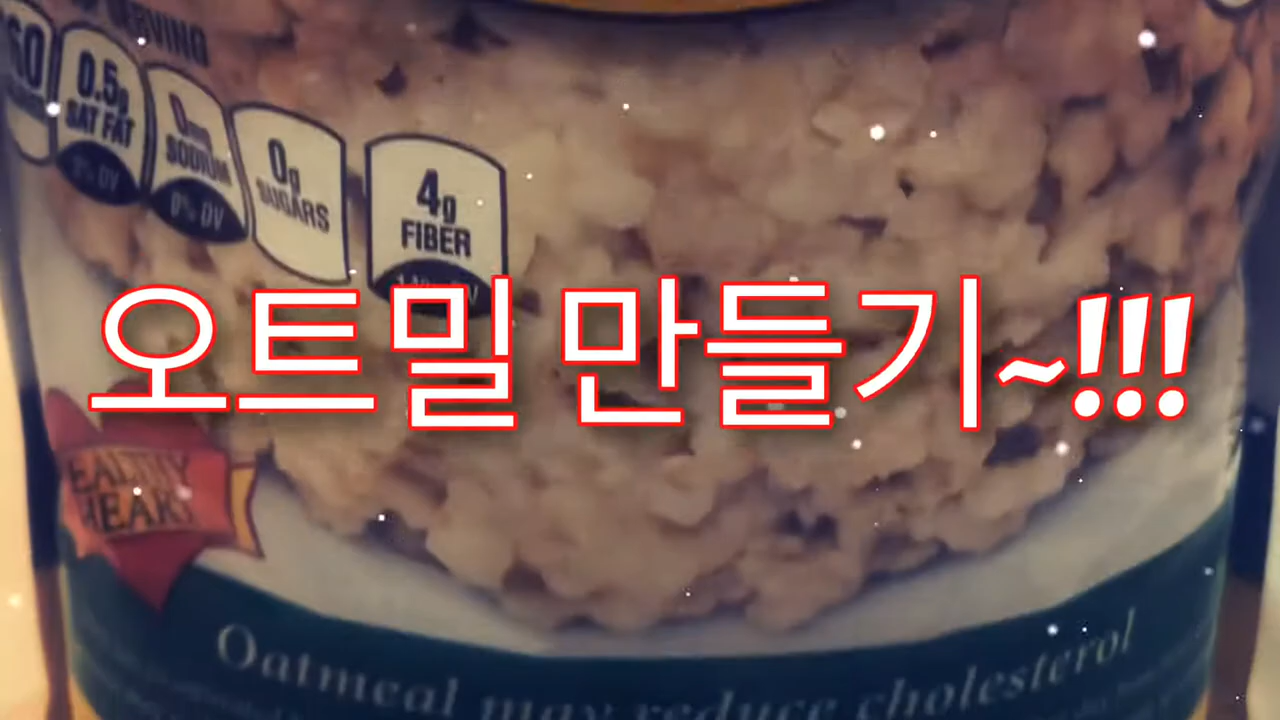 0.5g
SAT FAT
0mg
SODIUM
0% DV
0g
SUGARS
4g
FIBER
오트밀 만들기~!!!
HEART
Oatmeal may reduce cholesterol